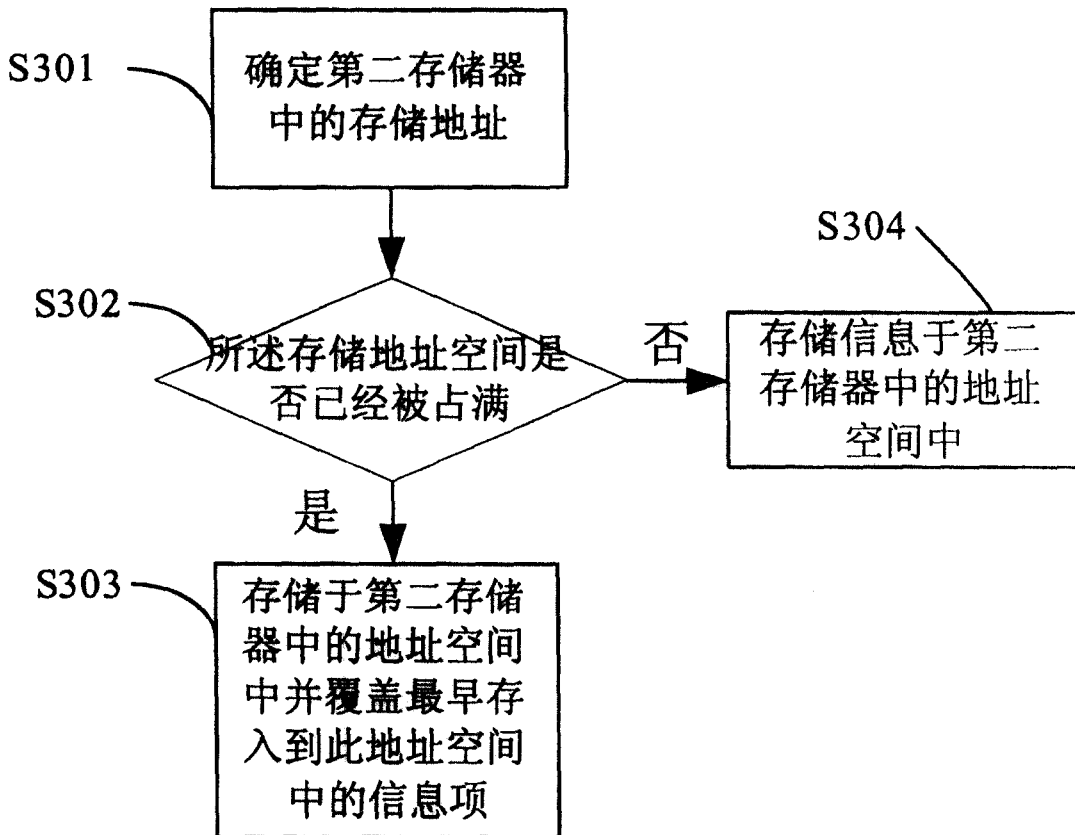 S301
确定第二存储器
中的存储地址
S302
所述存储地址空间是
否已经被占满
否
S304
存储信息于第二
存储器中的地址
空间中
是
S303
存储于第二存储
器中的地址空间
中并覆盖最早存
入到此地址空间
中的信息项